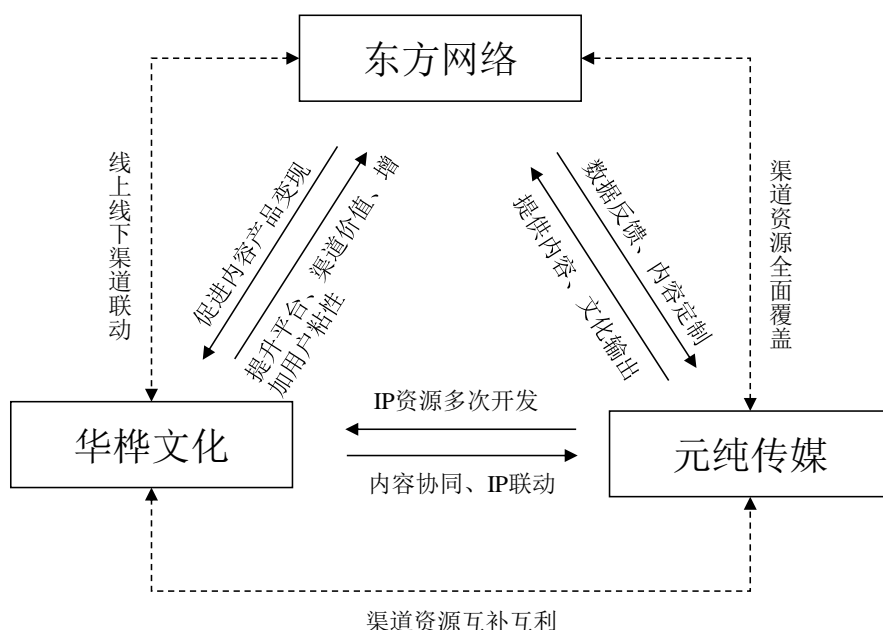 东方网络
线上线下渠道联动
促进内容产品变现
提升平台、渠道价值、增
加用户粘性
数据反馈、内容定制
提供内容、文化输出
渠道资源全面覆盖
华桦文化
IP资源多次开发
内容协同、IP联动
元纯传媒
渠道资源互补互利